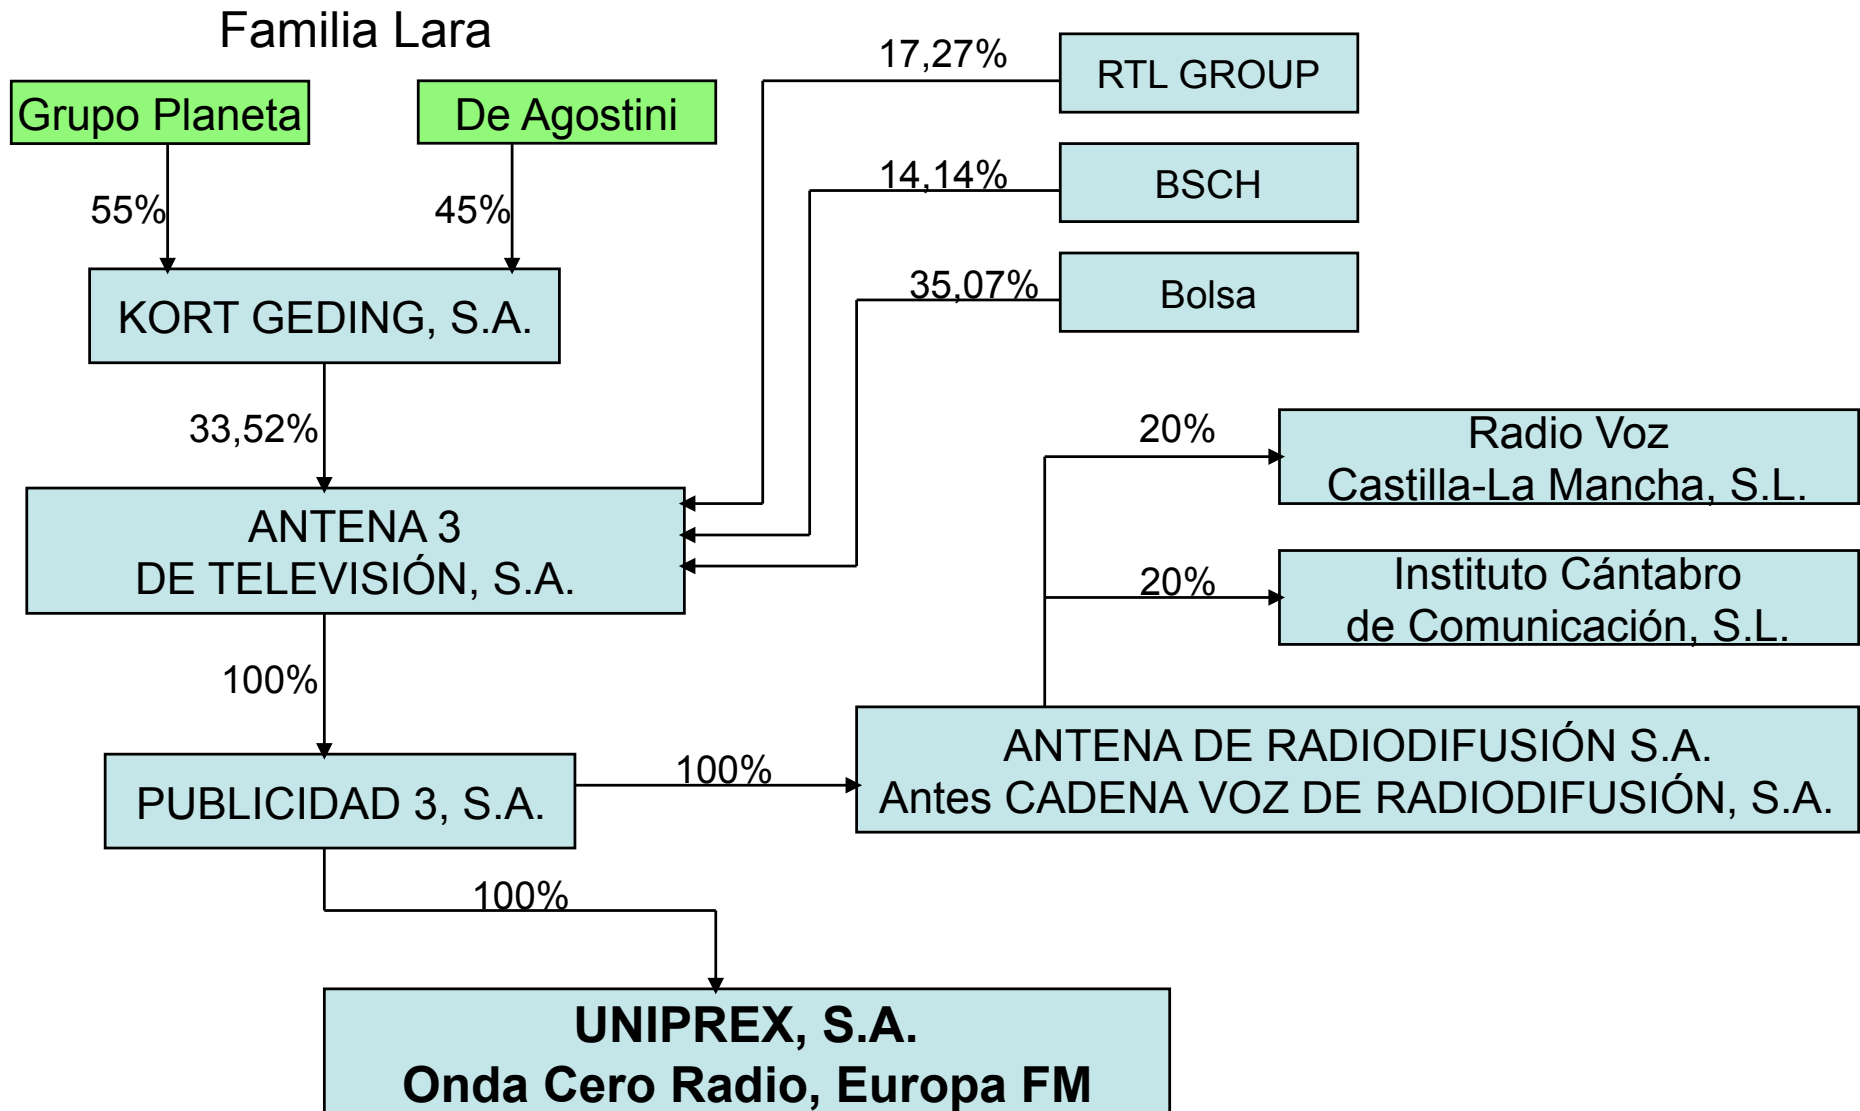 Familia Lara
Grupo Planeta
De Agostini
17,27%
RTL GROUP
14,14%
BSCH
55%
45%
35,07%
Bolsa
KORT GEDING, S.A.
33,52%
20%
Radio Voz
Castilla-La Mancha, S.L.
ANTENA 3
DE TELEVISIÓN, S.A.
20%
Instituto Cántabro
de Comunicación, S.L.
100%
PUBLICIDAD 3, S.A.
100%
ANTENA DE RADIODIFUSIÓN S.A.
Antes CADENA VOZ DE RADIODIFUSIÓN, S.A.
100%
UNIPREX, S.A.
Onda Cero Radio, Europa FM